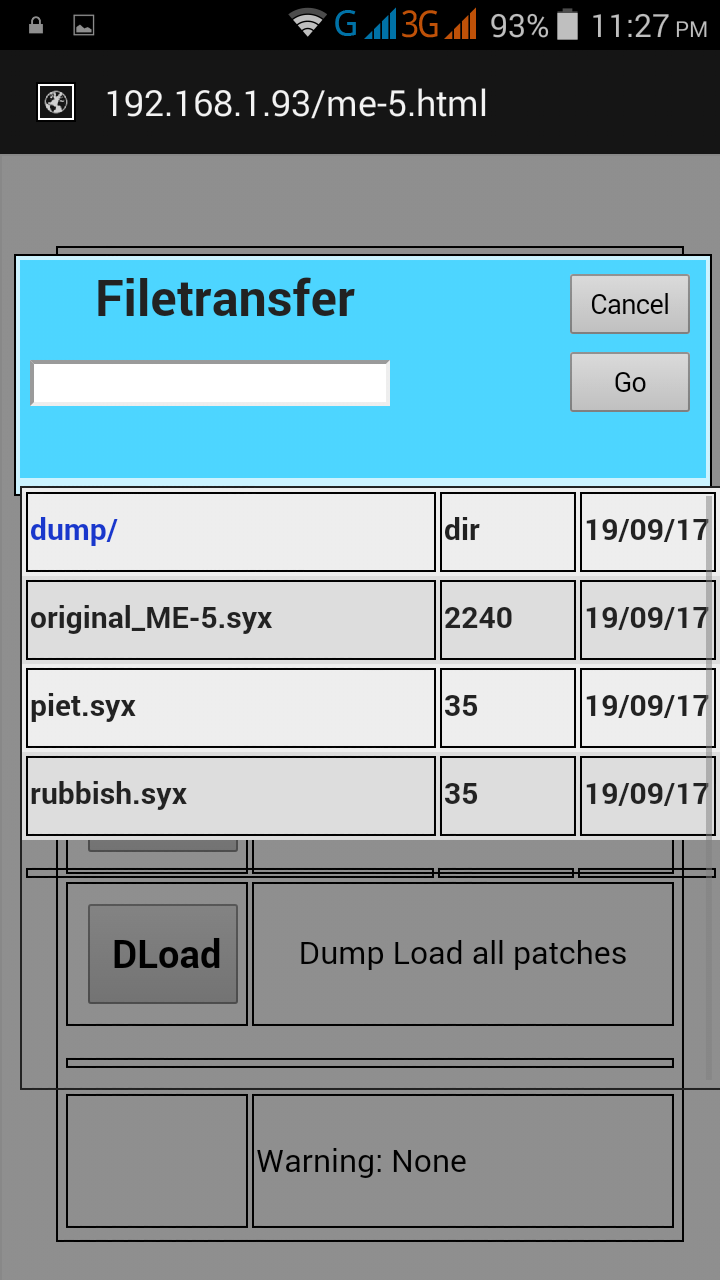 G 3G 93% 11:27 PM
192.168.1.93/me-5.html
Filetransfer
Cancel
Go
dump/ dir 19/09/17
original_ME-5.syx 2240 19/09/17
piet.syx 35 19/09/17
rubbish.syx 35 19/09/17
DLoad Dump Load all patches
Warning: None